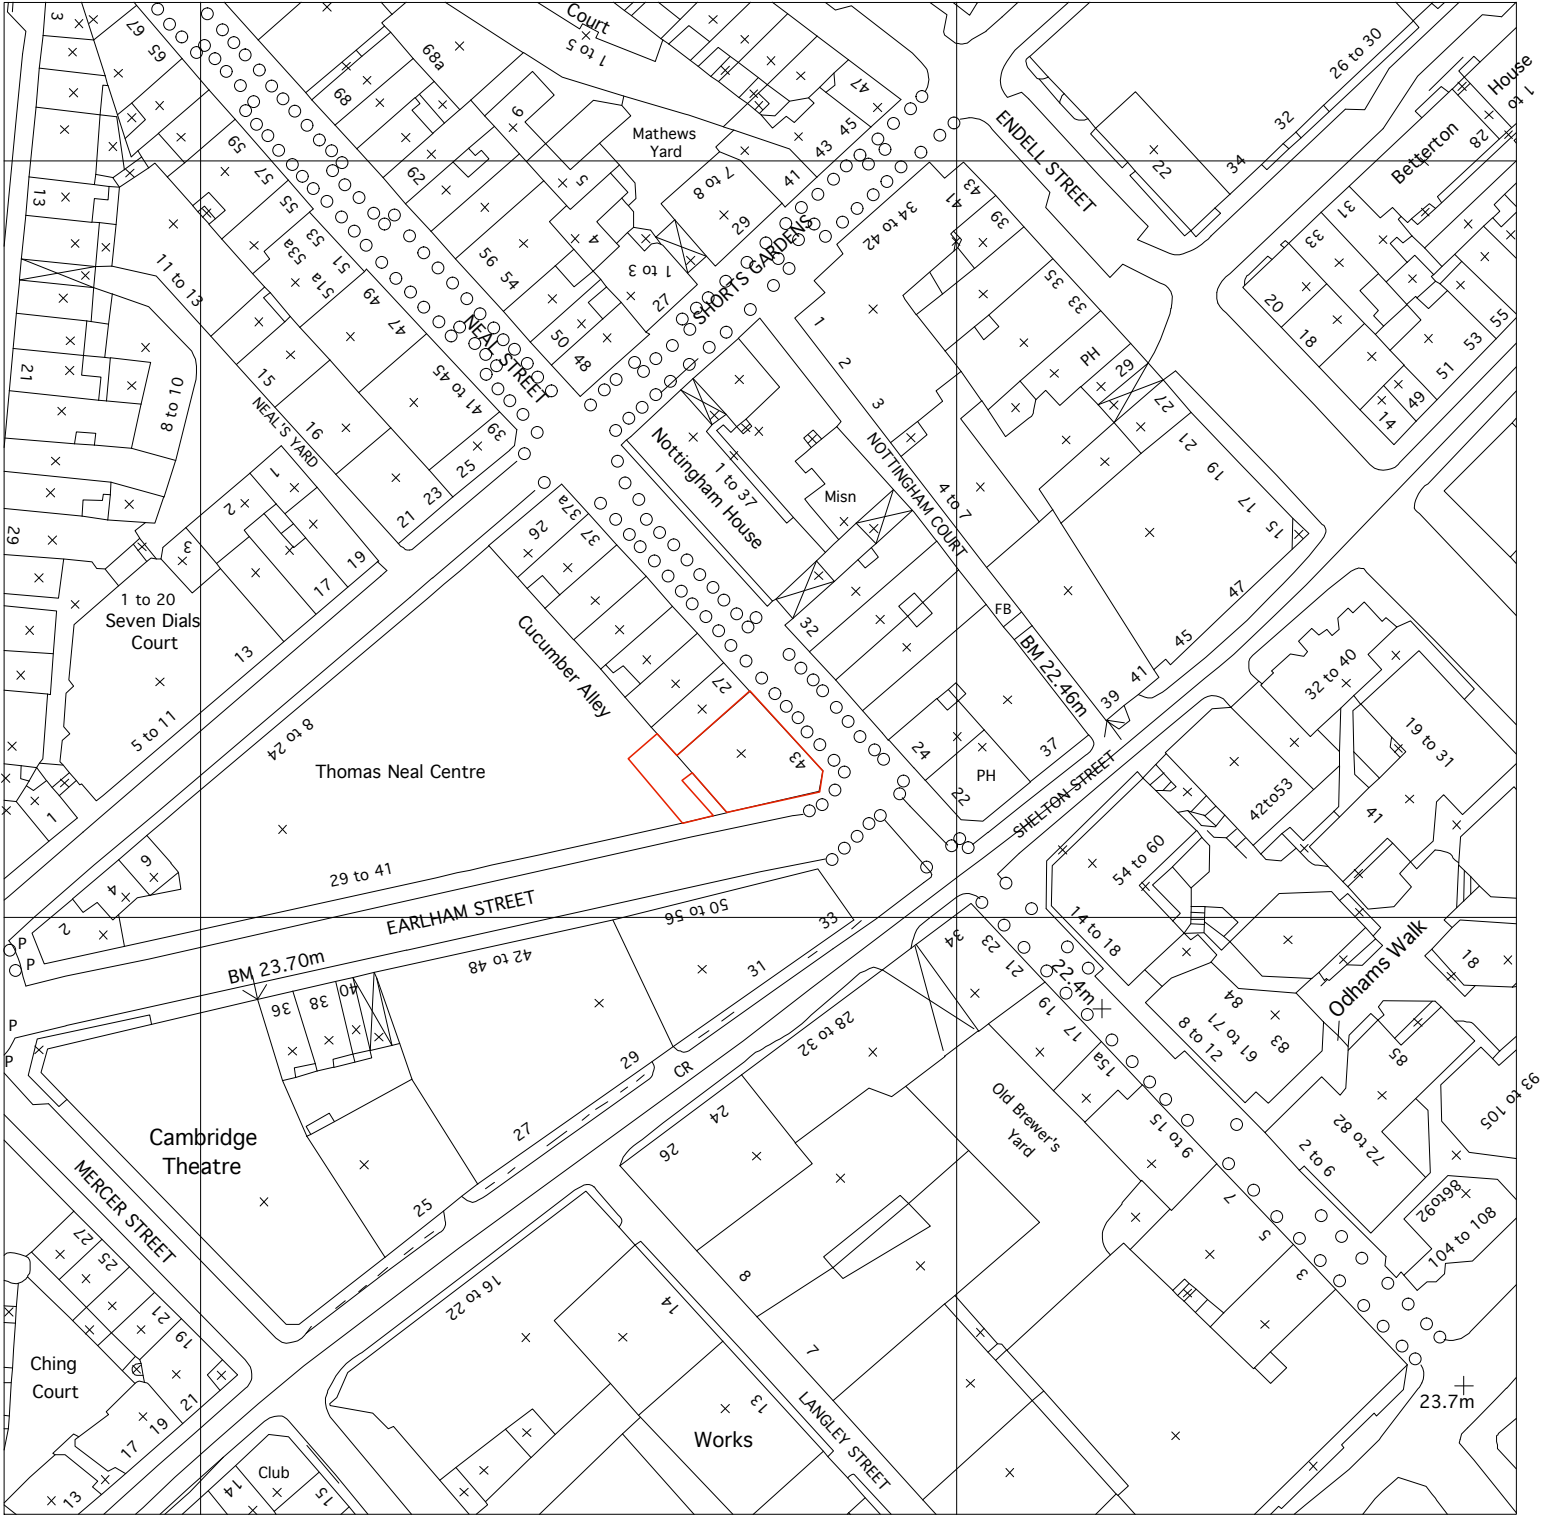 Court
1 to 5
3
67
65
68a
68
47
26 to 30
House
1 to 1
28
Betterton
32
34
22
ENDELL STREET
45
43
41
Mathews
Yard
7 to 8
29
9
5
4
1 to 3
27
SHORTS GARDENS
59
57
55
53
53a
51
51a
49
47
41 to 45
39
25
23
21
62
56
54
50
48
NEAL STREET
13
11 to 13
21
8 to 10
15
16
NEAL'S YARD
1
2
3
29
19
17
13
1 to 20
Seven Dials
Court
5 to 11
34 to 42
43
41
39
35
33
PH
29
27
21
19
17
15
47
45
41
39
37
31
33
20
18
55
53
51
49
14
1
2
3
NOTTINGHAM COURT
4 to 7
Misn
1 to 37
Nottingham House
FB
BM 22.46m
32
24
22
PH
37a
37
26
27
43
Cucumber Alley
8 to 24
Thomas Neal Centre
29 to 41
EARLHAM STREET
SHELTON STREET
1
6
4
2
P
P
P
P
BM 23.70m
36
38
40
42 to 48
50 to 56
33
31
29
27
25
CR
Cambridge
Theatre
MERCER STREET
32 to 40
19 to 31
42to53
41
54 to 60
14 to 18
18
Odhams Walk
84
83
61 to 71
8 to 12
85
93 to 105
72 to 82
2 to 6
86to92
104 to 108
34
23
21
22.4m
19
17
15a
9 to 15
7
5
3
Old Brewer's
Yard
28 to 32
24
26
8
7
16 to 22
14
13
Works
LANGLEY STREET
27
25
21
19
21
19
17
13
Ching
Court
Club
14
15
23.7m